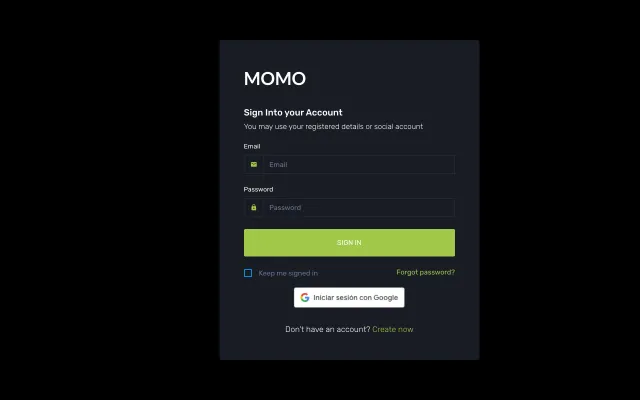 MOMO
Sign Into your Account
You may use your registered details or social account
Email
Email
Password
Password
SIGN IN
Keep me signed in
Forgot password?
Iniciar sesión con Google
Don't have an account? Create now